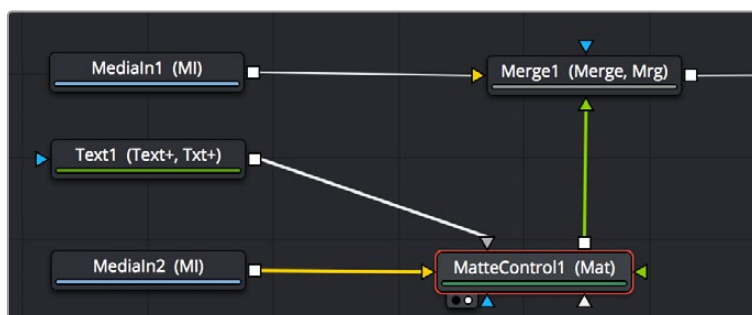 MediaIn1 (MI)
Merge1 (Merge, Mrg)
Text1 (Text+, Txt+)
MediaIn2 (MI)
MatteControl1 (Mat)